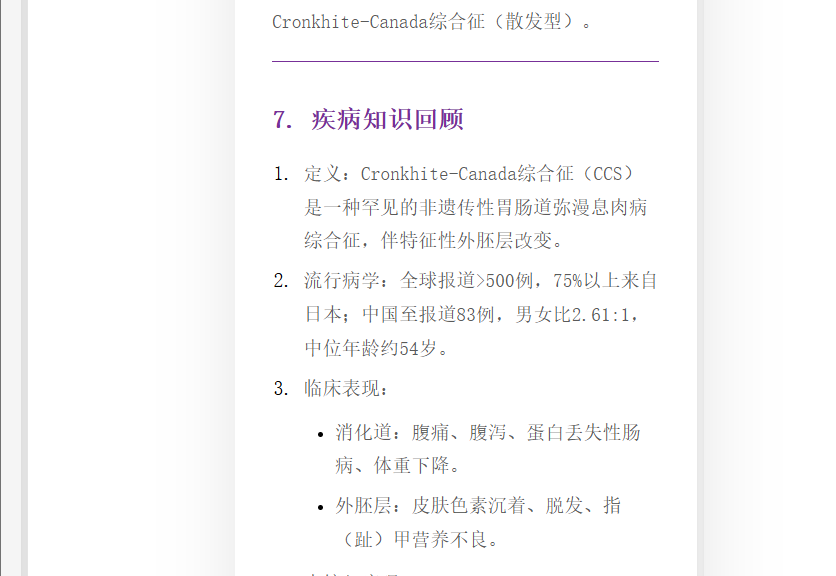 Cronkhite-Canada综合征（散发型）。
7. 疾病知识回顾
1. 定义：Cronkhite-Canada综合征（CCS）
是一种罕见的非遗传性胃肠道弥漫息肉病
综合征，伴特征性外胚层改变。
2. 流行病学：全球报道>500例，75%以上来自
日本；中国至报道83例，男女比2.61:1，
中位年龄约54岁。
3. 临床表现：
• 消化道：腹痛、腹泻、蛋白丢失性肠
病、体重下降。
• 外胚层：皮肤色素沉着、脱发、指
（趾）甲营养不良。